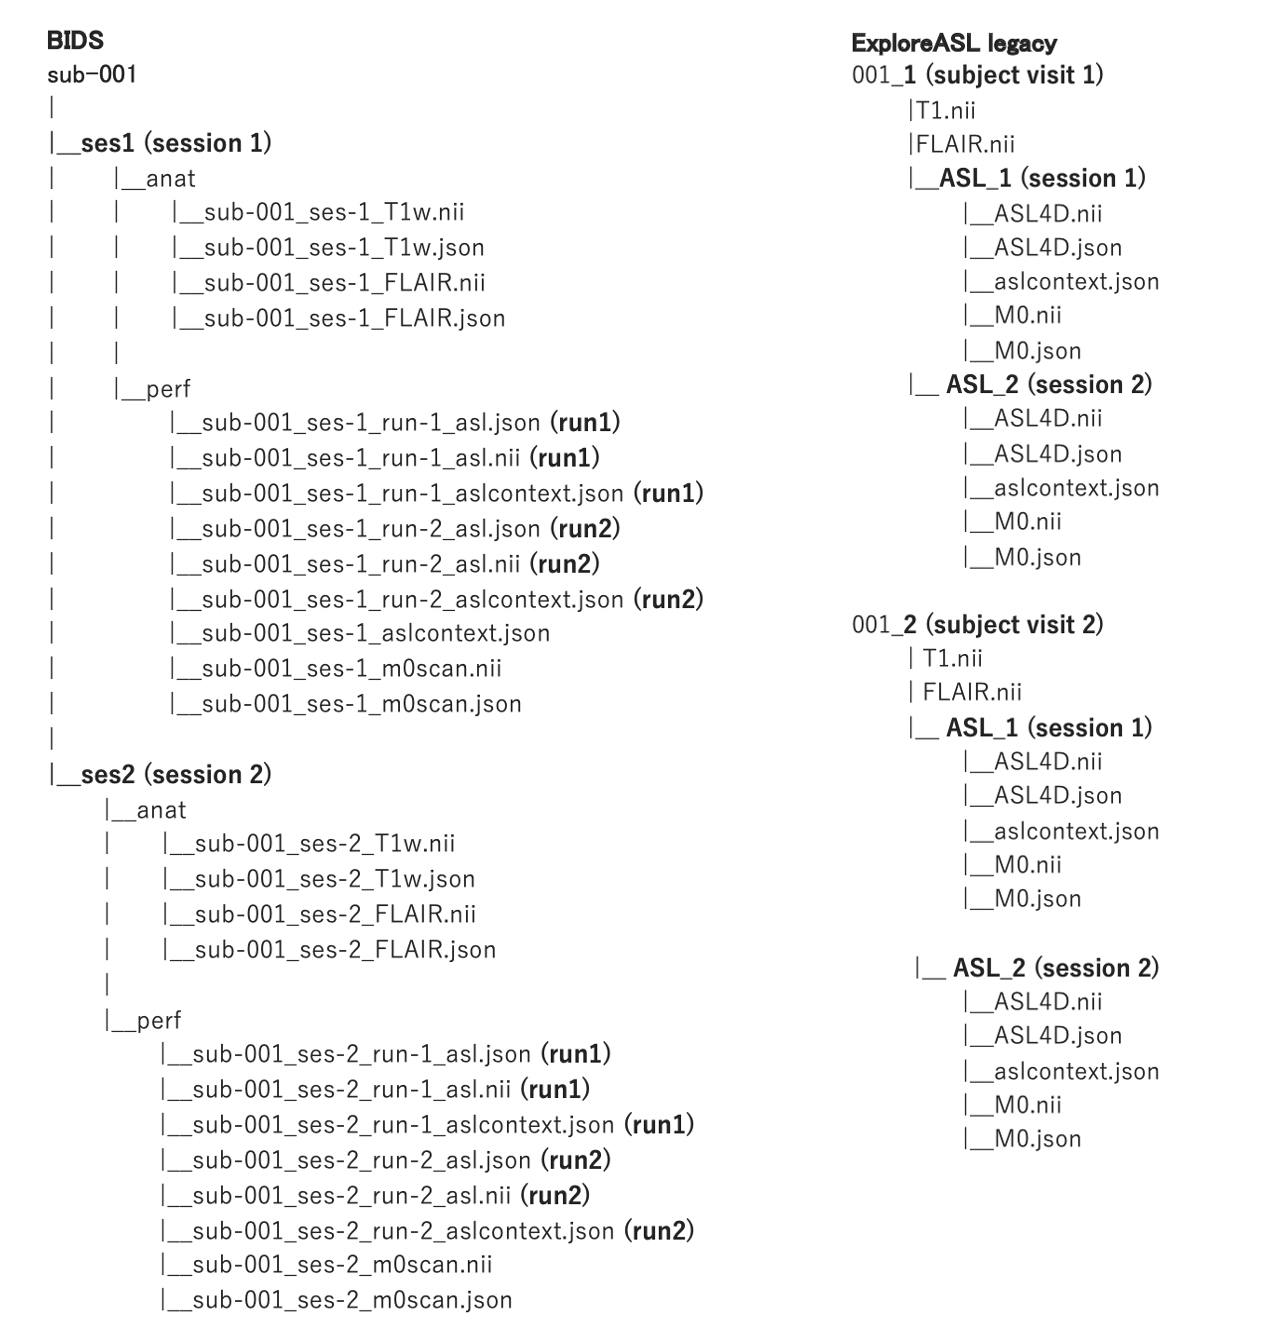 BIDS
sub-001
|
|__ses1 (session 1)
| |__anat
| | |__sub-001_ses-1_T1w.nii
| | |__sub-001_ses-1_T1w.json
| | |__sub-001_ses-1_FLAIR.nii
| | |__sub-001_ses-1_FLAIR.json
| |
| |__perf
| |__sub-001_ses-1_run-1_asl.json (run1)
| |__sub-001_ses-1_run-1_asl.nii (run1)
| |__sub-001_ses-1_run-1_aslcontext.json (run1)
| |__sub-001_ses-1_run-2_asl.json (run2)
| |__sub-001_ses-1_run-2_asl.nii (run2)
| |__sub-001_ses-1_run-2_aslcontext.json (run2)
| |__sub-001_ses-1_aslcontext.json
| |__sub-001_ses-1_m0scan.nii
| |__sub-001_ses-1_m0scan.json
|
|__ses2 (session 2)
|__anat
| |__sub-001_ses-2_T1w.nii
| |__sub-001_ses-2_T1w.json
| |__sub-001_ses-2_FLAIR.nii
| |__sub-001_ses-2_FLAIR.json
|
|__perf
|__sub-001_ses-2_run-1_asl.json (run1)
|__sub-001_ses-2_run-1_asl.nii (run1)
|__sub-001_ses-2_run-1_aslcontext.json (run1)
|__sub-001_ses-2_run-2_asl.json (run2)
|__sub-001_ses-2_run-2_asl.nii (run2)
|__sub-001_ses-2_run-2_aslcontext.json (run2)
|__sub-001_ses-2_m0scan.nii
|__sub-001_ses-2_m0scan.json
ExploreASL legacy
001_1 (subject visit 1)
|T1.nii
|FLAIR.nii
|__ASL_1 (session 1)
|__ASL4D.nii
|__ASL4D.json
|__aslcontext.json
|__M0.nii
|__M0.json
|__ ASL_2 (session 2)
|__ASL4D.nii
|__ASL4D.json
|__aslcontext.json
|__M0.nii
|__M0.json
001_2 (subject visit 2)
| T1.nii
| FLAIR.nii
|__ ASL_1 (session 1)
|__ASL4D.nii
|__ASL4D.json
|__aslcontext.json
|__M0.nii
|__M0.json
|__ ASL_2 (session 2)
|__ASL4D.nii
|__ASL4D.json
|__aslcontext.json
|__M0.nii
|__M0.json